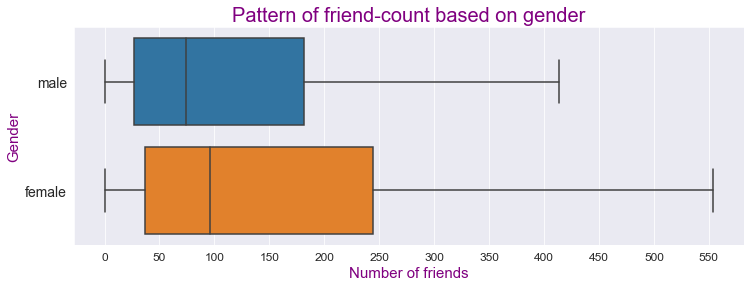 Pattern of friend-count based on gender
male
female
Gender
0 50 100 150 200 250 300 350 400 450 500 550
Number of friends